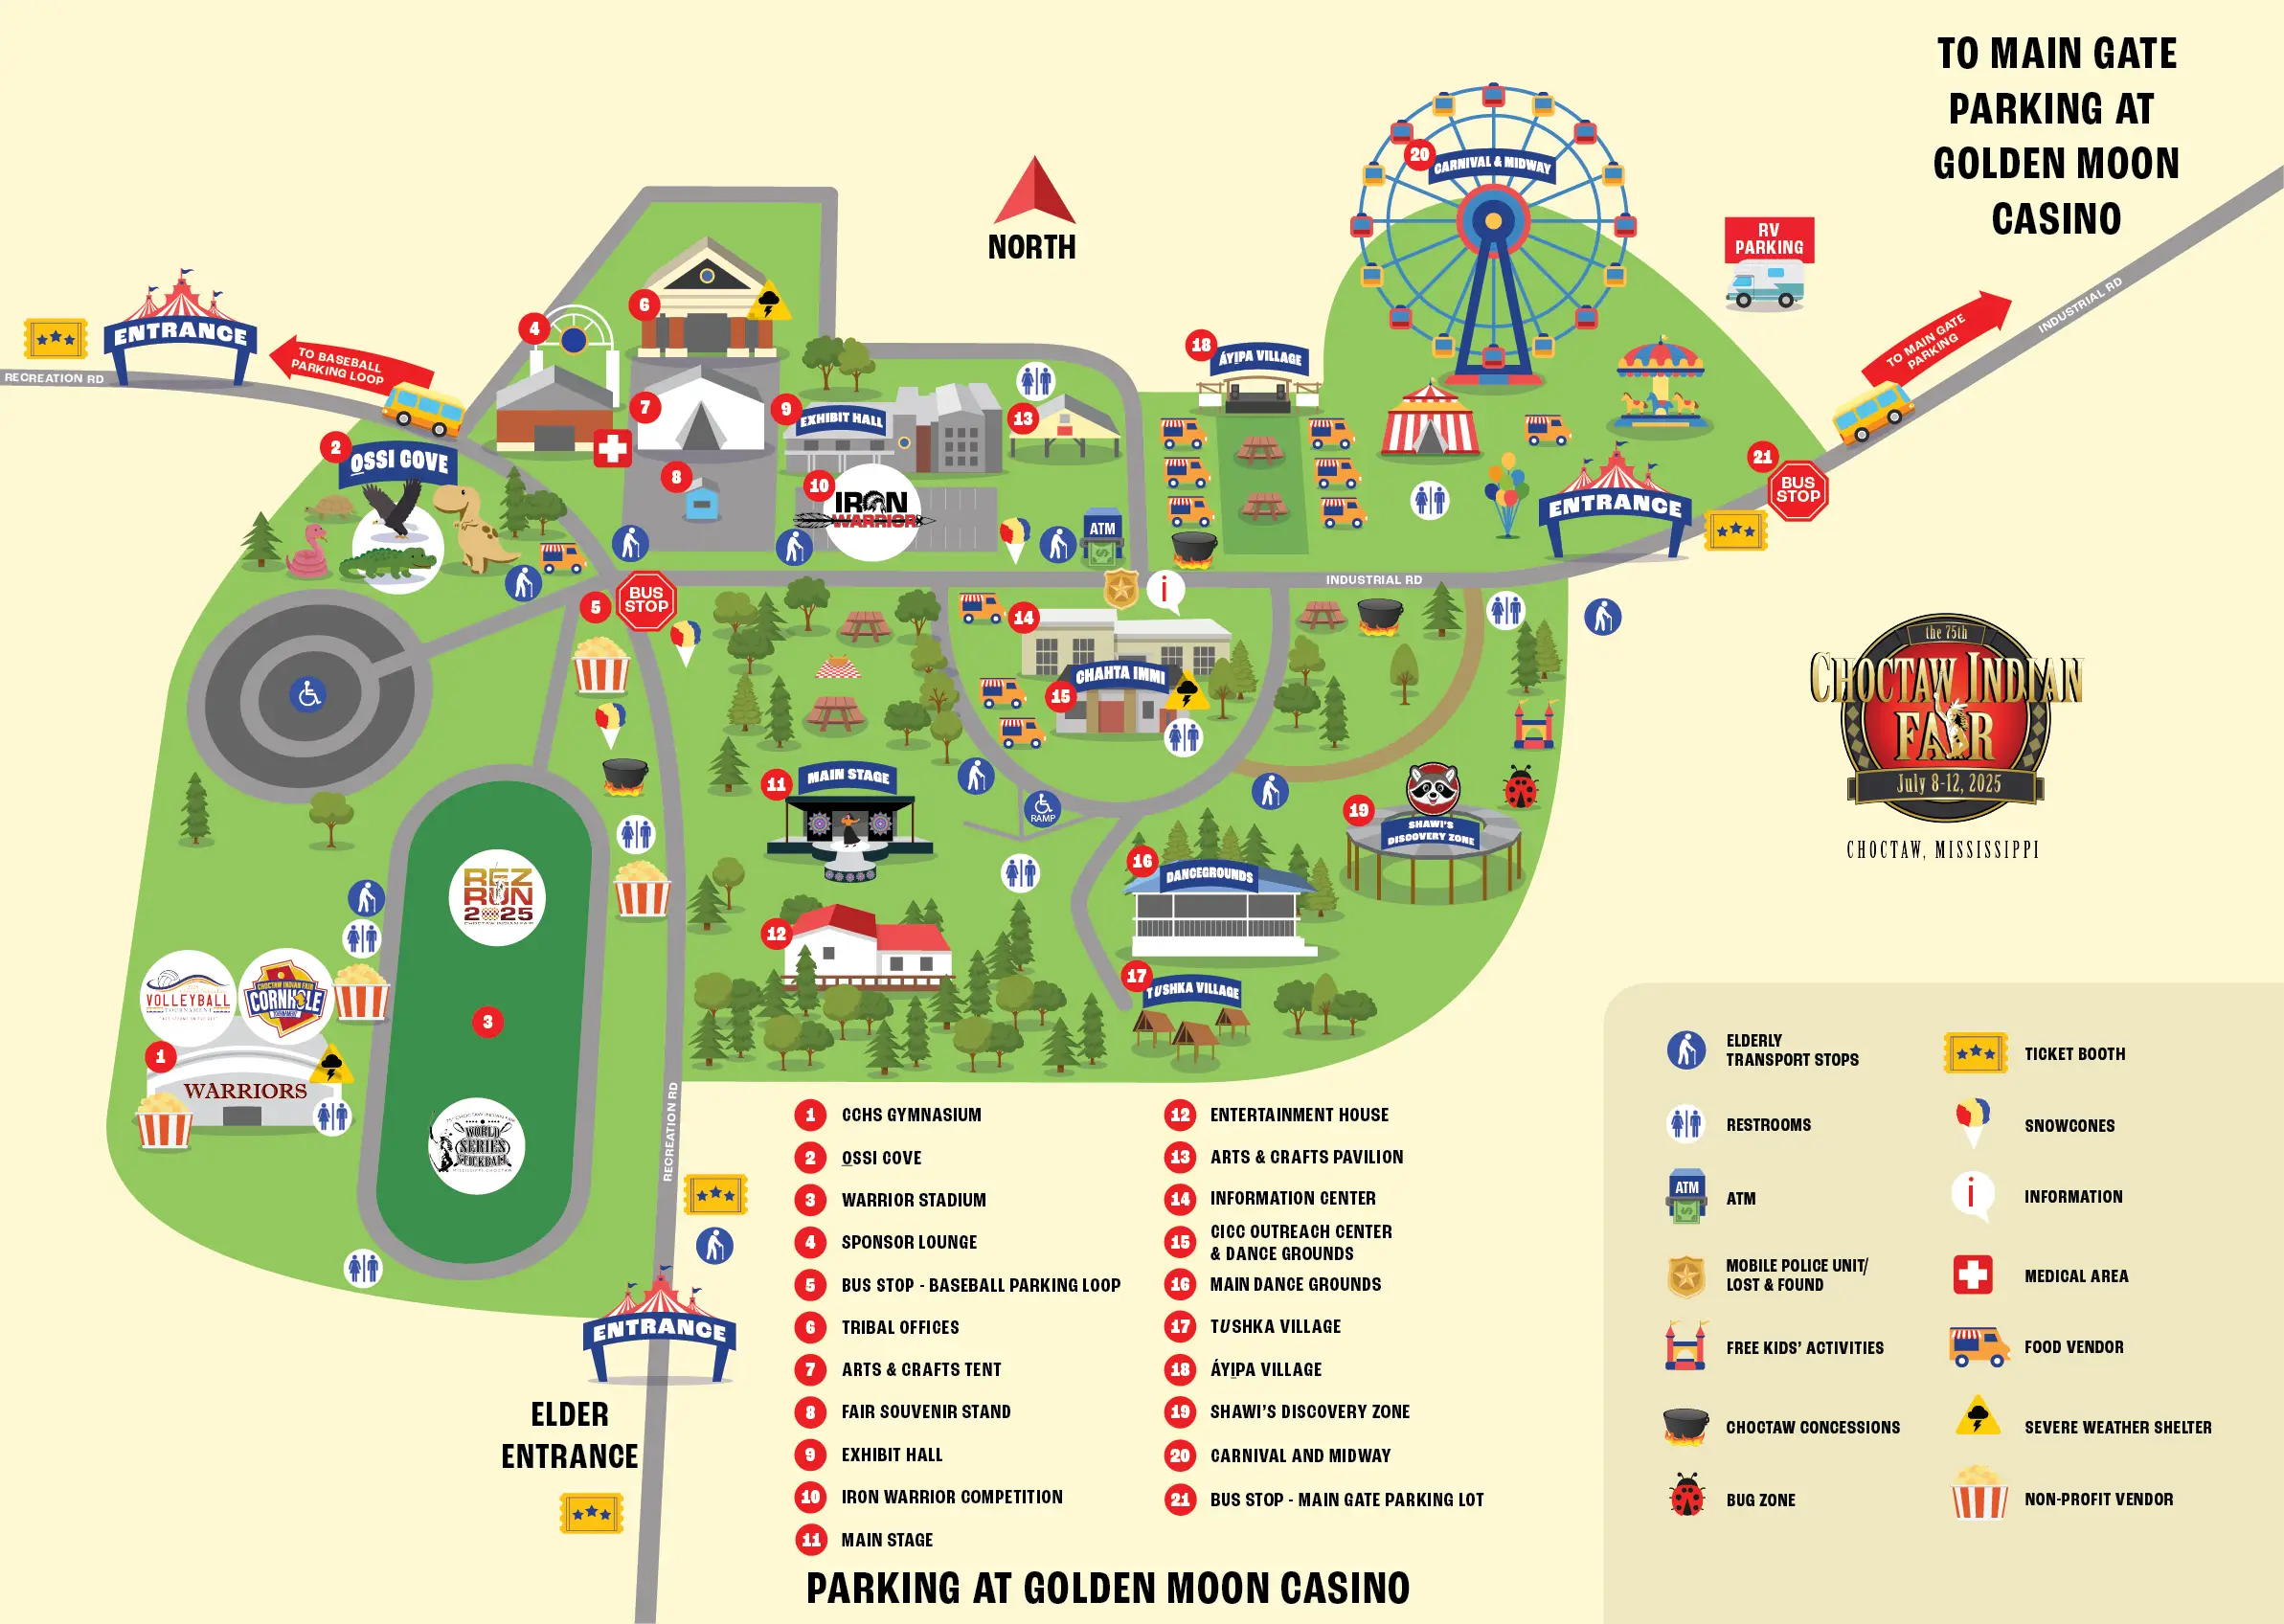 TO MAIN GATE
PARKING AT
GOLDEN MOON
CASINO
NORTH
20
CARNIVAL & MIDWAY
RV
PARKING
INDUSTRIAL RD
TO MAIN GATE
PARKING
ENTRANCE
RECREATION RD
TO BASEBALL
PARKING LOOP
4
6
18
ÁYIPA VILLAGE
2
OSSI COVE
7
9
EXHIBIT HALL
13
8
10
IRON
WARRIOR
ATM
21
BUS
STOP
ENTRANCE
5
BUS
STOP
INDUSTRIAL RD
i
14
15
CHAHTA IMMI
11
MAIN STAGE
RAMP
19
SHAWI'S
DISCOVERY ZONE
16
DANCEGROUNDS
12
17
TUSHKA VILLAGE
REZ
RUN
2025
CHOCTAW INDIAN FAIR
VOLLEYBALL
TOURNAMENT
CHOCTAW INDIAN FAIR
CORNHOLE
3
1
WARRIORS
WORLD
SERIES
STICKBALL
RECREATION RD
ENTRANCE
ELDER
ENTRANCE
the 75th
CHOCTAW INDIAN
FAIR
July 8-12, 2025
CHOCTAW, MISSISSIPPI
1 CCHS GYMNASIUM
2 OSSI COVE
3 WARRIOR STADIUM
4 SPONSOR LOUNGE
5 BUS STOP - BASEBALL PARKING LOOP
6 TRIBAL OFFICES
7 ARTS & CRAFTS TENT
8 FAIR SOUVENIR STAND
9 EXHIBIT HALL
10 IRON WARRIOR COMPETITION
11 MAIN STAGE
12 ENTERTAINMENT HOUSE
13 ARTS & CRAFTS PAVILION
14 INFORMATION CENTER
15 CICC OUTREACH CENTER
& DANCE GROUNDS
16 MAIN DANCE GROUNDS
17 TUSHKA VILLAGE
18 ÁYIPA VILLAGE
19 SHAWI'S DISCOVERY ZONE
20 CARNIVAL AND MIDWAY
21 BUS STOP - MAIN GATE PARKING LOT
PARKING AT GOLDEN MOON CASINO
ELDERLY
TRANSPORT STOPS
RESTROOMS
ATM
ATM
MOBILE POLICE UNIT/
LOST & FOUND
FREE KIDS' ACTIVITIES
CHOCTAW CONCESSIONS
BUG ZONE
TICKET BOOTH
SNOWCONES
i
INFORMATION
MEDICAL AREA
FOOD VENDOR
SEVERE WEATHER SHELTER
NON-PROFIT VENDOR